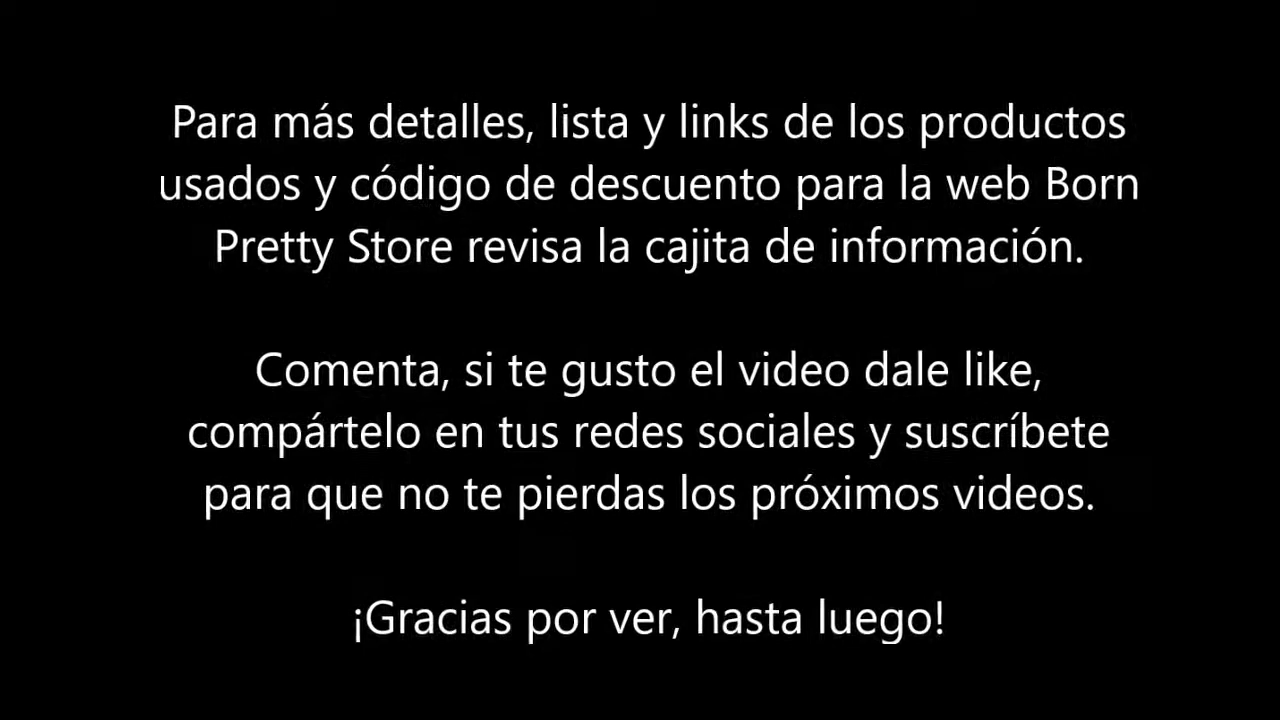 Para más detalles, lista y links de los productos
usados y código de descuento para la web Born
Pretty Store revisa la cajita de información.
Comenta, si te gusto el video dale like,
compártelo en tus redes sociales y suscríbete
para que no te pierdas los próximos videos.
¡Gracias por ver, hasta luego!